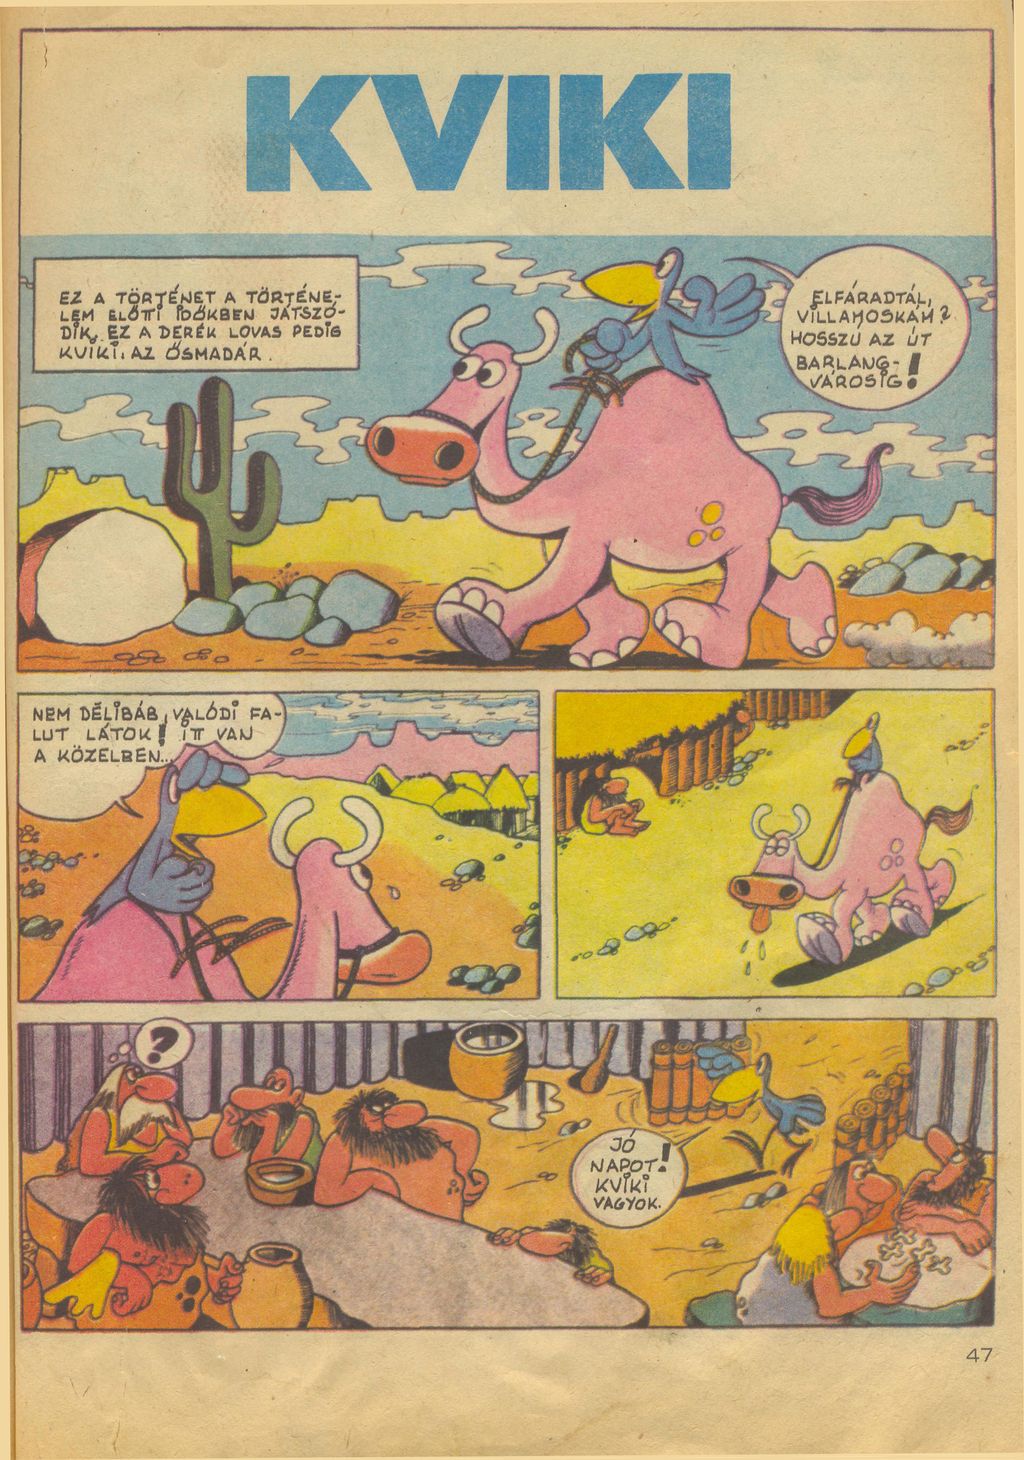 KVIKI
EZ A TÖRTÉNET A TÖRTÉNE-
LEM ELŐTI IDŐKBEN JÁTSZÓ-
DIK. EZ A DERÉK LOVAS PEDIG
KVIKI, AZ ŐSMADÁR.
ELFÁRADTÁL,
VILLAMOSKÁM?
HOSSZÚ AZ ÚT
BARLANG-
VÁROSIG!
NEM DÉLIBÁB, VALÓDI FA-
LUT LÁTOK! ITT VAN
A KÖZELBEN...
?
JÓ
NAPOT!
KVIKI
VAGYOK.
47